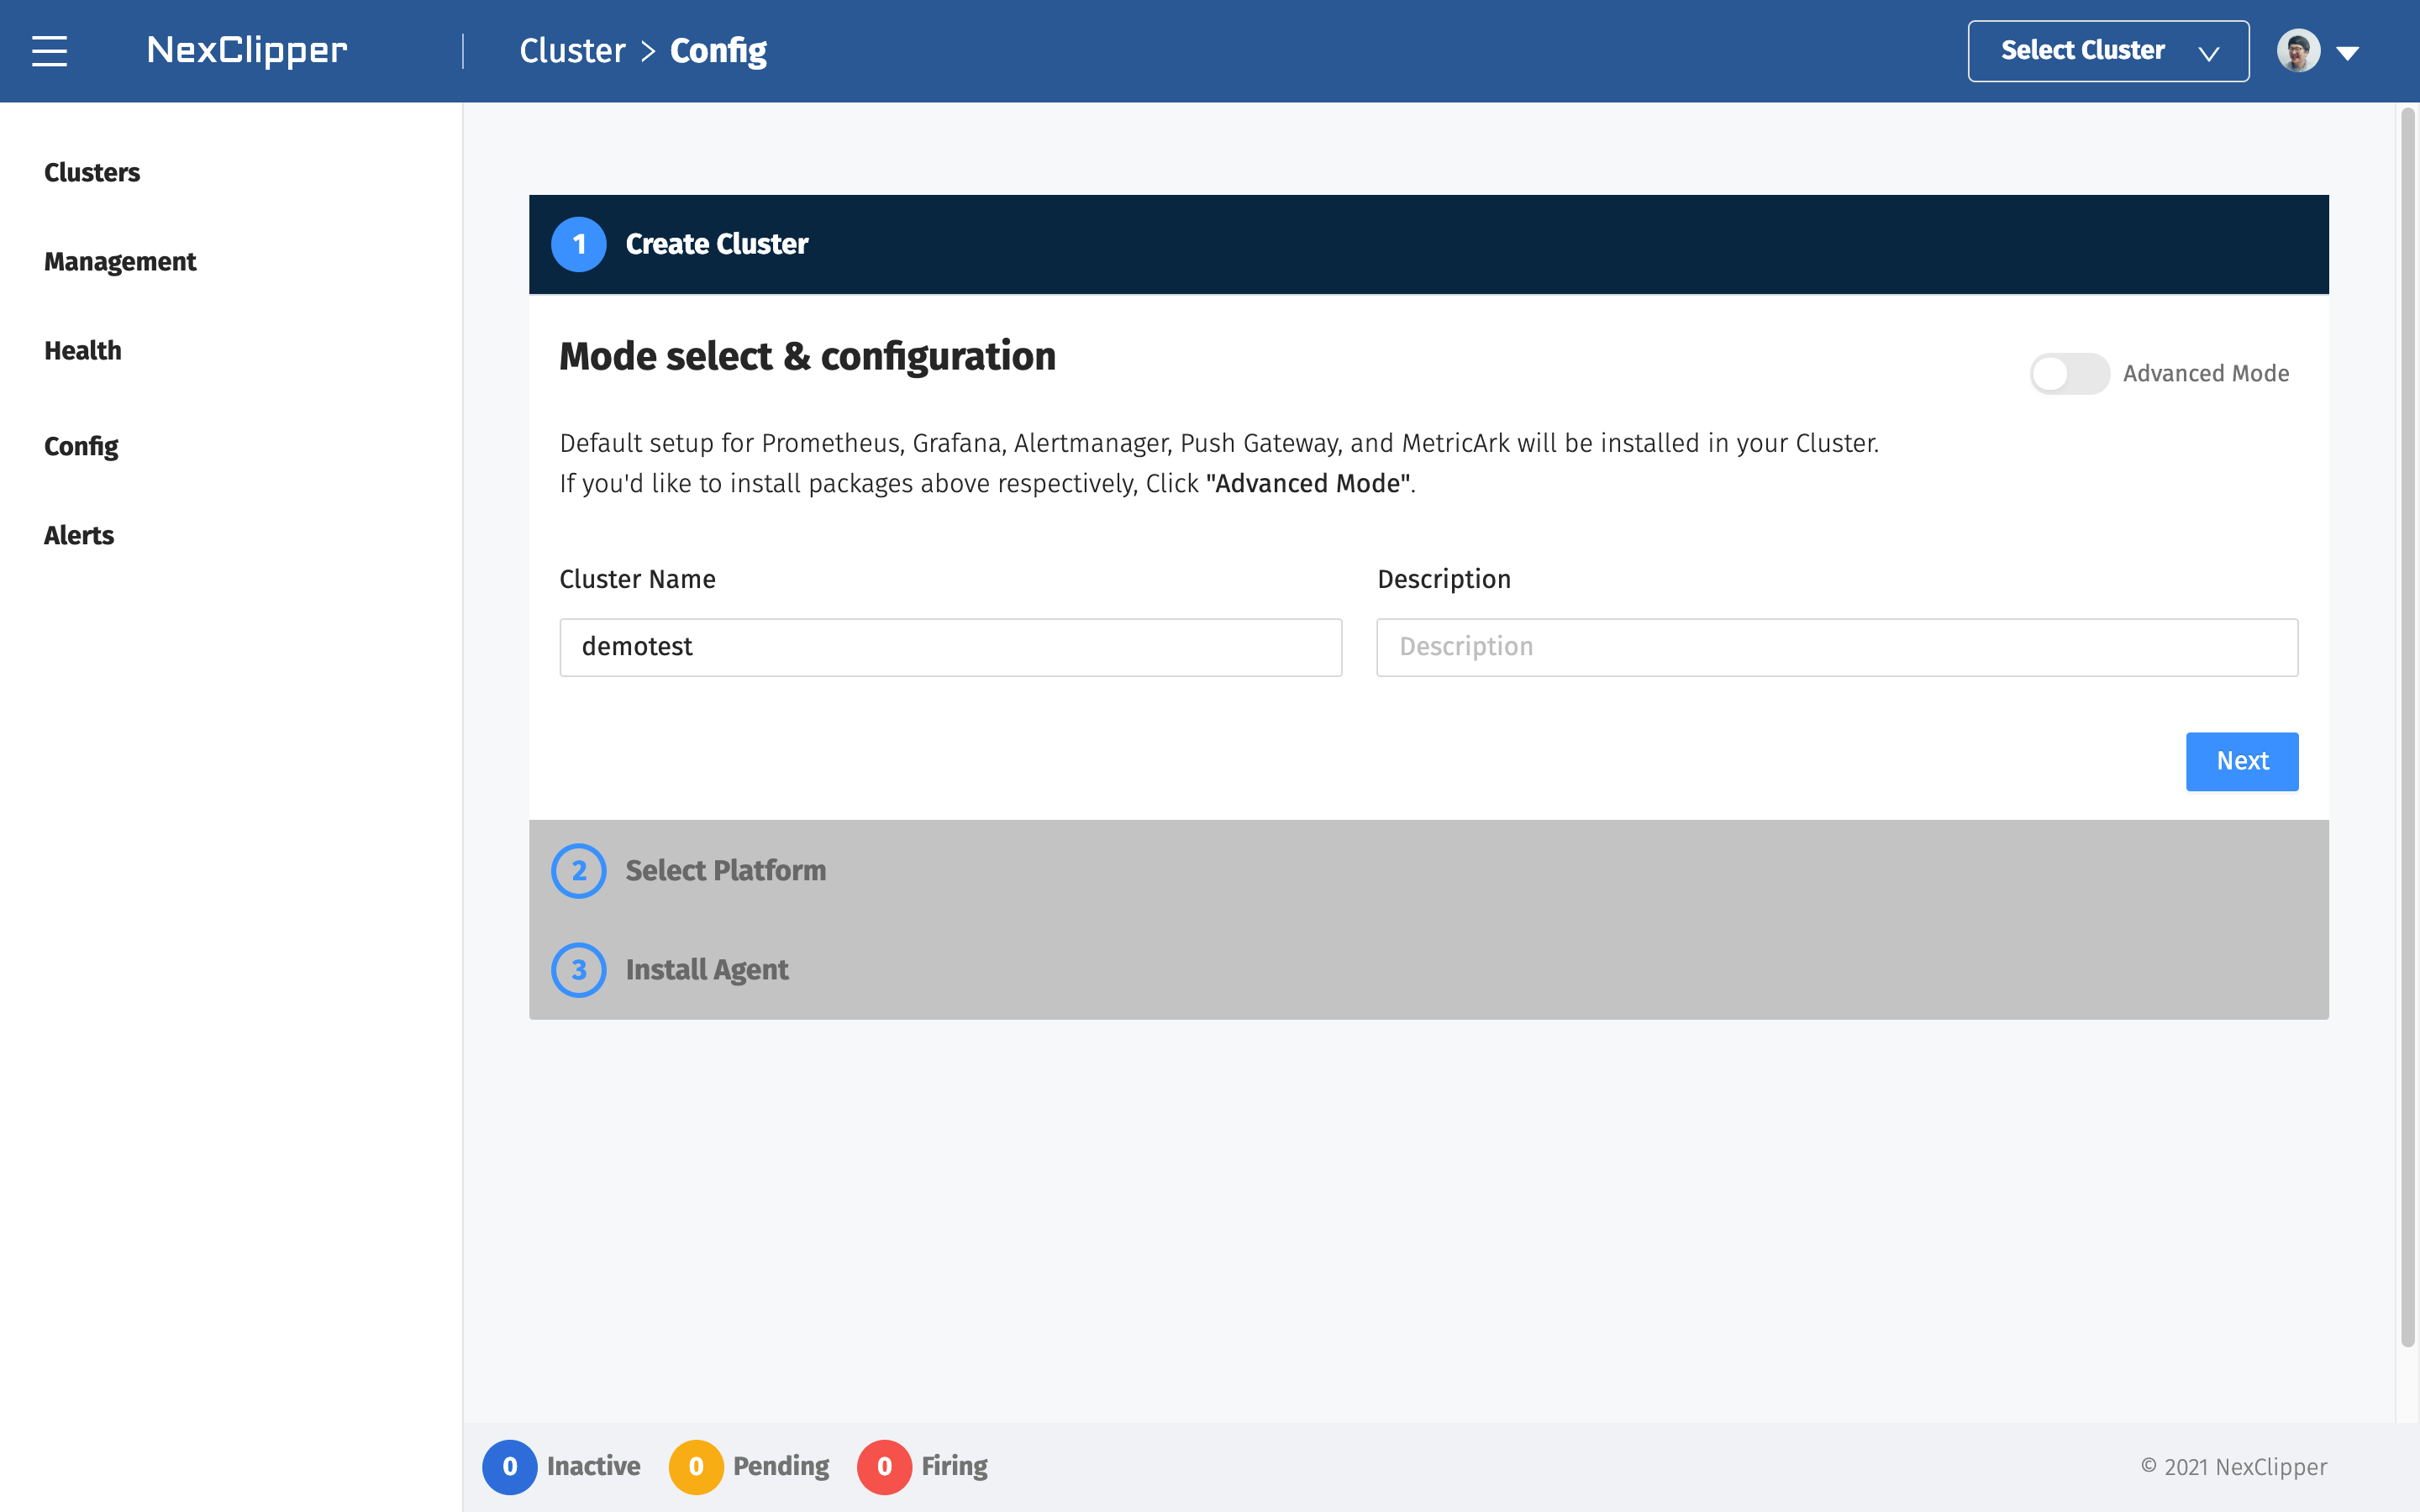 NexClipper
Cluster > Config
Select Cluster
Clusters
Management
Health
Config
Alerts
1 Create Cluster
Mode select & configuration
Advanced Mode
Default setup for Prometheus, Grafana, Alertmanager, Push Gateway, and MetricArk will be installed in your Cluster.
If you'd like to install packages above respectively, Click "Advanced Mode".
Cluster Name
Description
demotest
Description
Next
2 Select Platform
3 Install Agent
0 Inactive 0 Pending 0 Firing
© 2021 NexClipper